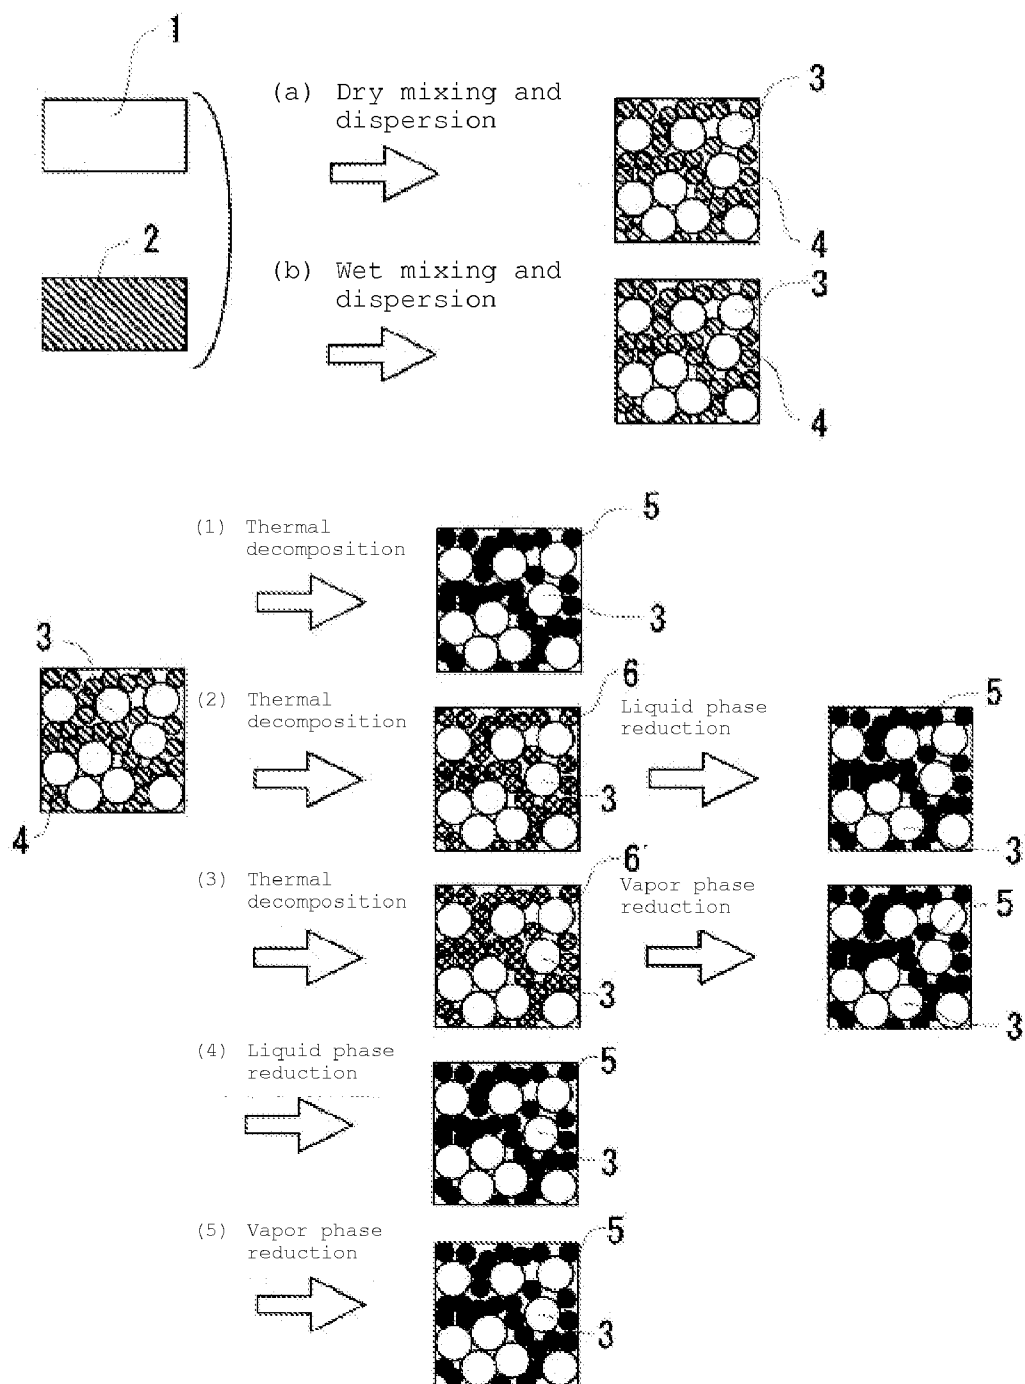 1
(a) Dry mixing and
dispersion
3
2
4
(b) Wet mixing and
dispersion
3
4
(1) Thermal
decomposition
5
3
3
(2) Thermal
decomposition
6
Liquid phase
reduction
5
4
3
3
(3) Thermal
decomposition
6
Vapor phase
reduction
5
3
3
(4) Liquid phase
reduction
5
3
(5) Vapor phase
reduction
5
3